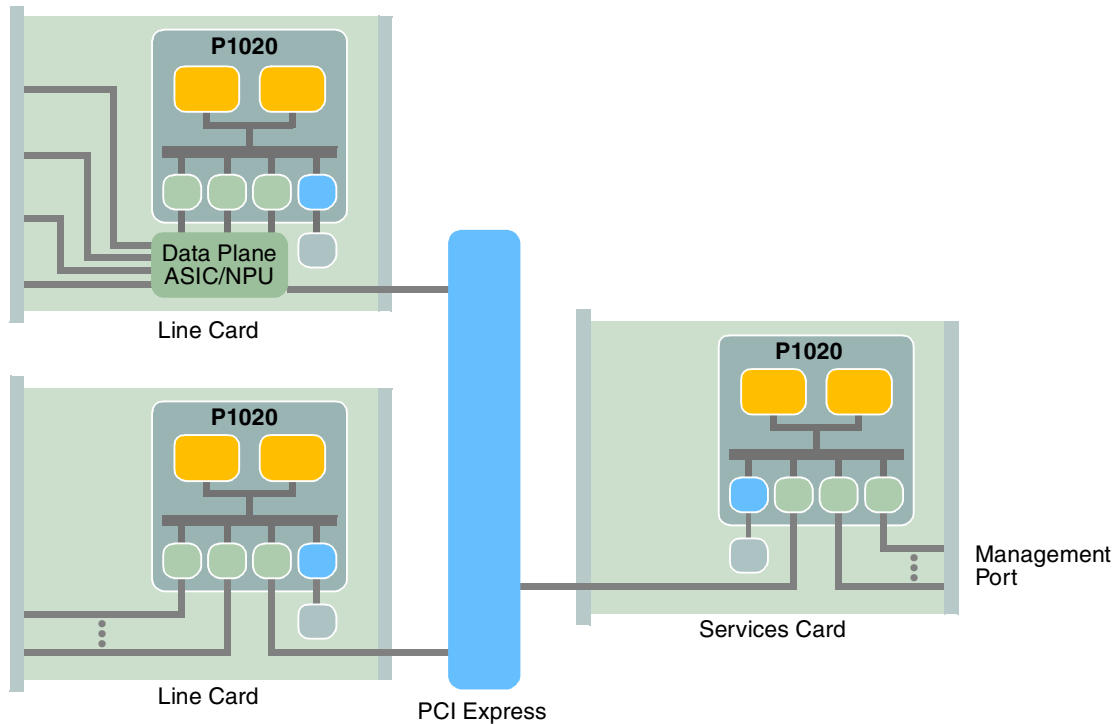 P1020
Data Plane
ASIC/NPU
Line Card
P1020
Line Card
PCI Express
P1020
Services Card
Management
Port